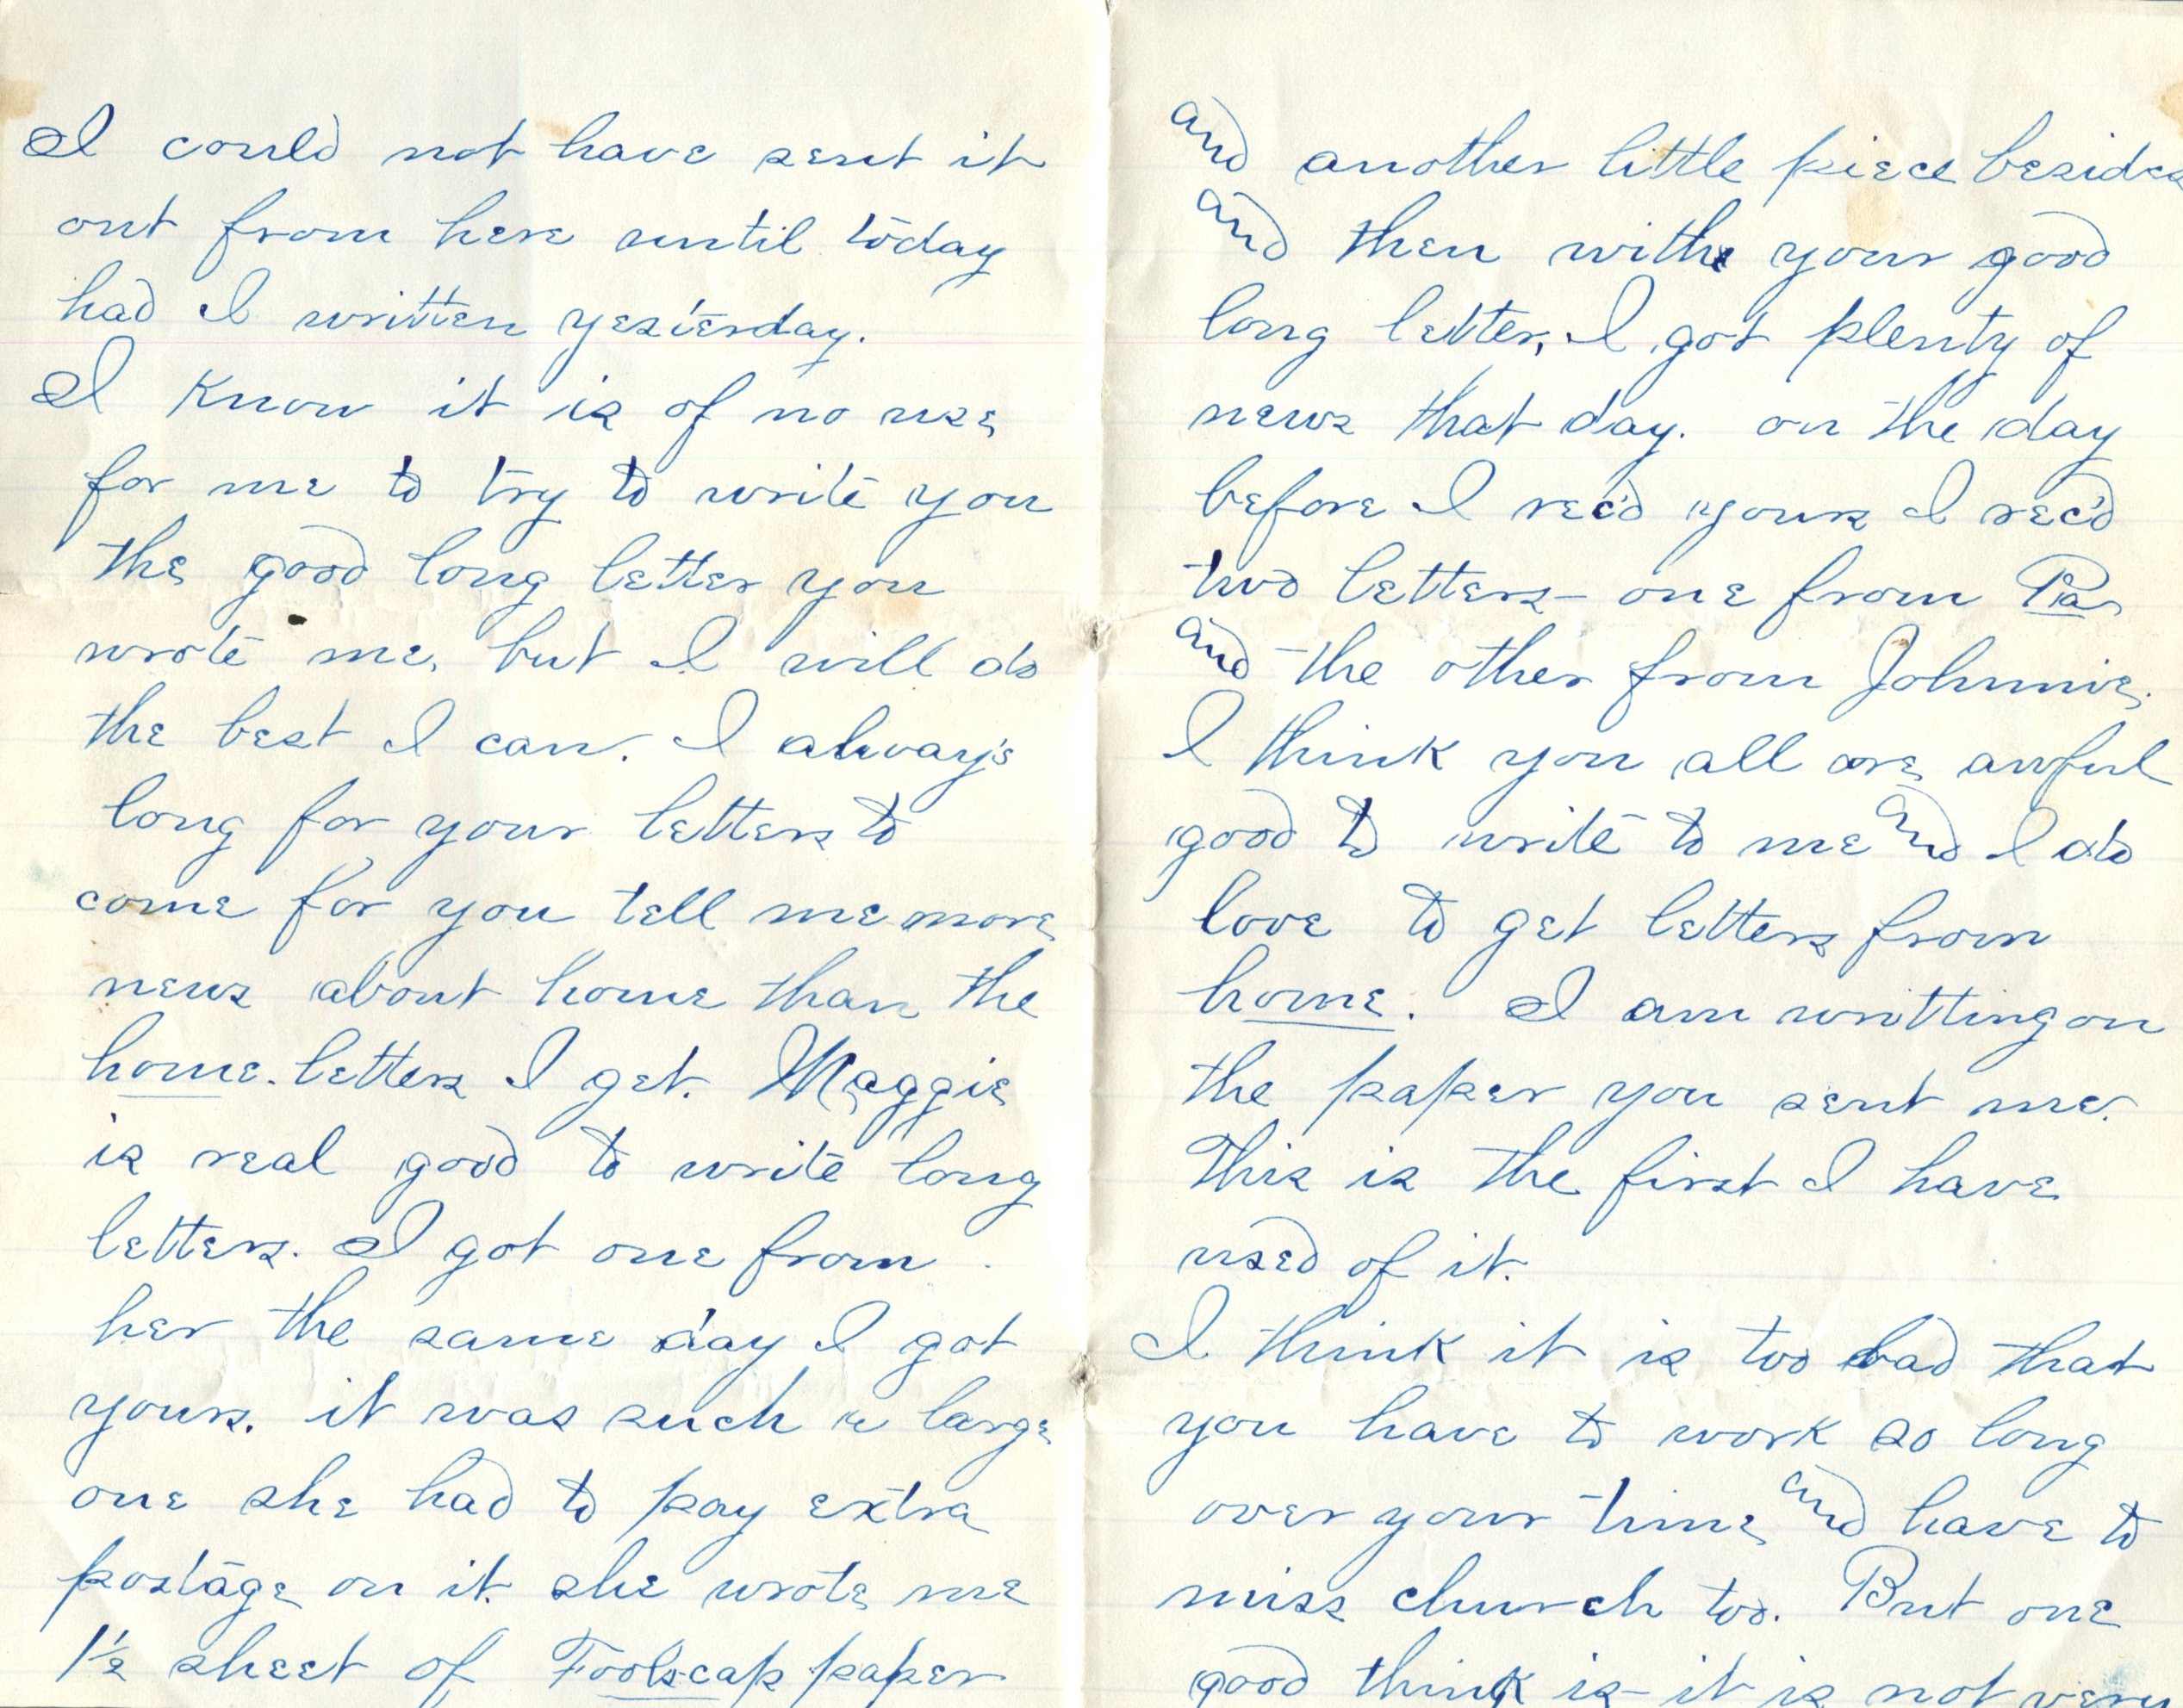 I could not have sent it
out from here until today
had I written yesterday.
I know it is of no use
for me to try to write you
the good long letter you
wrote me, but I will do
the best I can. I always
long for your letters to
come for you tell me more
news about home than the
home letters I get. Maggie
is real good to write long
letters. I got one from
her the same day I got
yours. it was such a large
one she had to pay extra
postage on it. she wrote me
1½ sheet of Foolscap paper
and another little piece besides
and then with your good
long letter, I got plenty of
news that day. on the day
before I rec'd yours I rec'd
two letters - one from Pa
and the other from Johnnie.
I think you all are awful
good to write to me and I do
love to get letters from
home. I am writting on
the paper you sent me.
This is the first I have
used of it.
I think it is too bad that
you have to work so long
over your time and have to
miss church too. But one
good think is it is not very